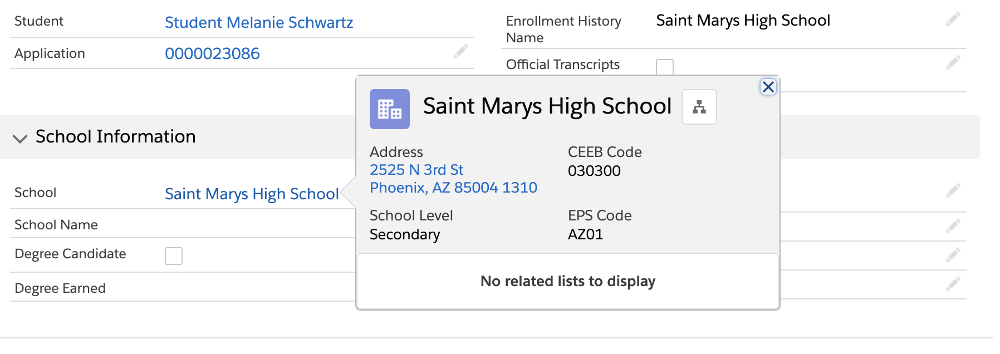 Student
Student Melanie Schwartz
Enrollment History
Name
Saint Marys High School
Application
0000023086
Official Transcripts
Saint Marys High School
Address
2525 N 3rd St
Phoenix, AZ 85004 1310
CEEB Code
030300
School Level
Secondary
EPS Code
AZ01
No related lists to display
School Information
School
Saint Marys High School
School Name
Degree Candidate
Degree Earned